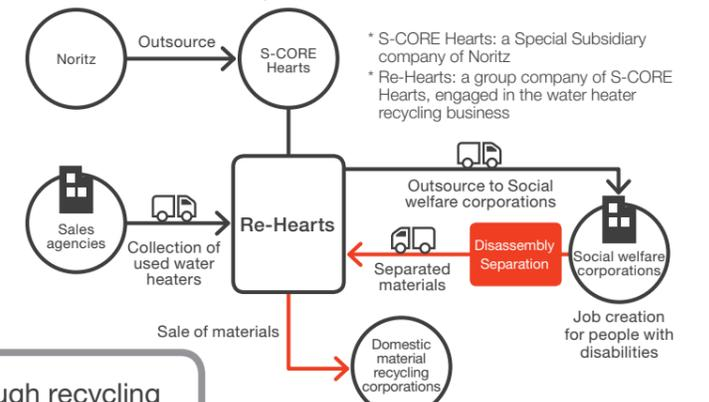 Noritz
Outsource
S-CORE
Hearts
* S-CORE Hearts: a Special Subsidiary
company of Noritz
* Re-Hearts: a group company of S-CORE
Hearts, engaged in the water heater
recycling business
Sales
agencies
Collection of
used water
heaters
Re-Hearts
Outsource to Social
welfare corporations
Separated
materials
Disassembly
Separation
Social welfare
corporations
Job creation
for people with
disabilities
Sale of materials
Domestic
material
recycling
corporations
recycling